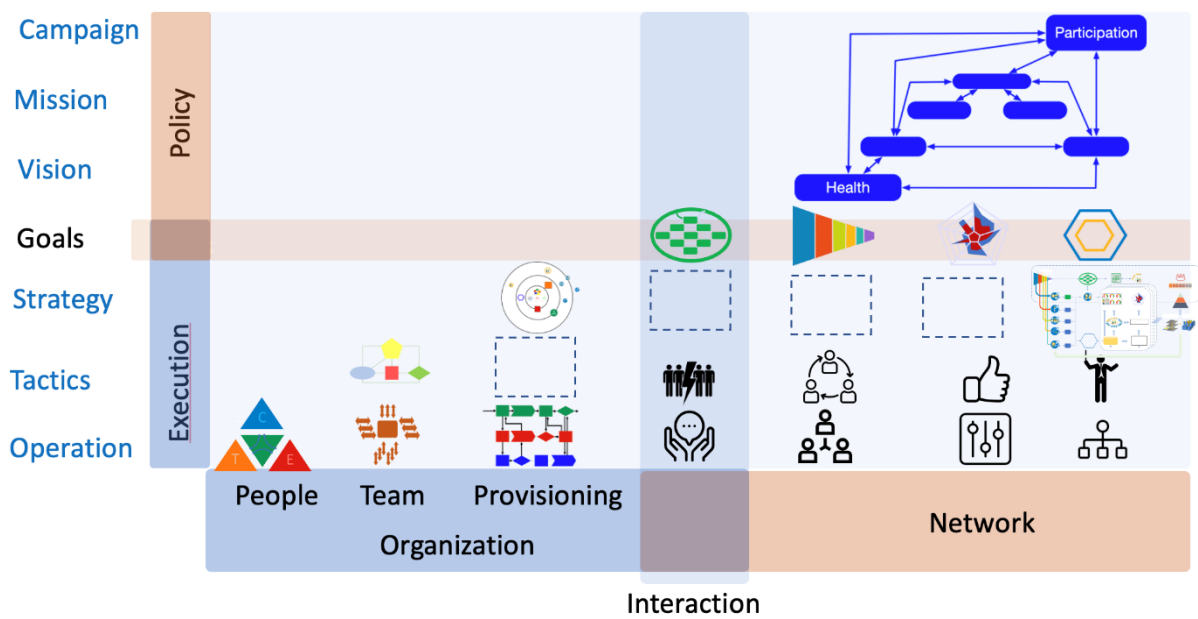 Campaign
Participation
Mission
Policy
Vision
Health
Goals
Strategy
Execution
Tactics
C
T
E
Operation
People
Team
Provisioning
Organization
Network
Interaction